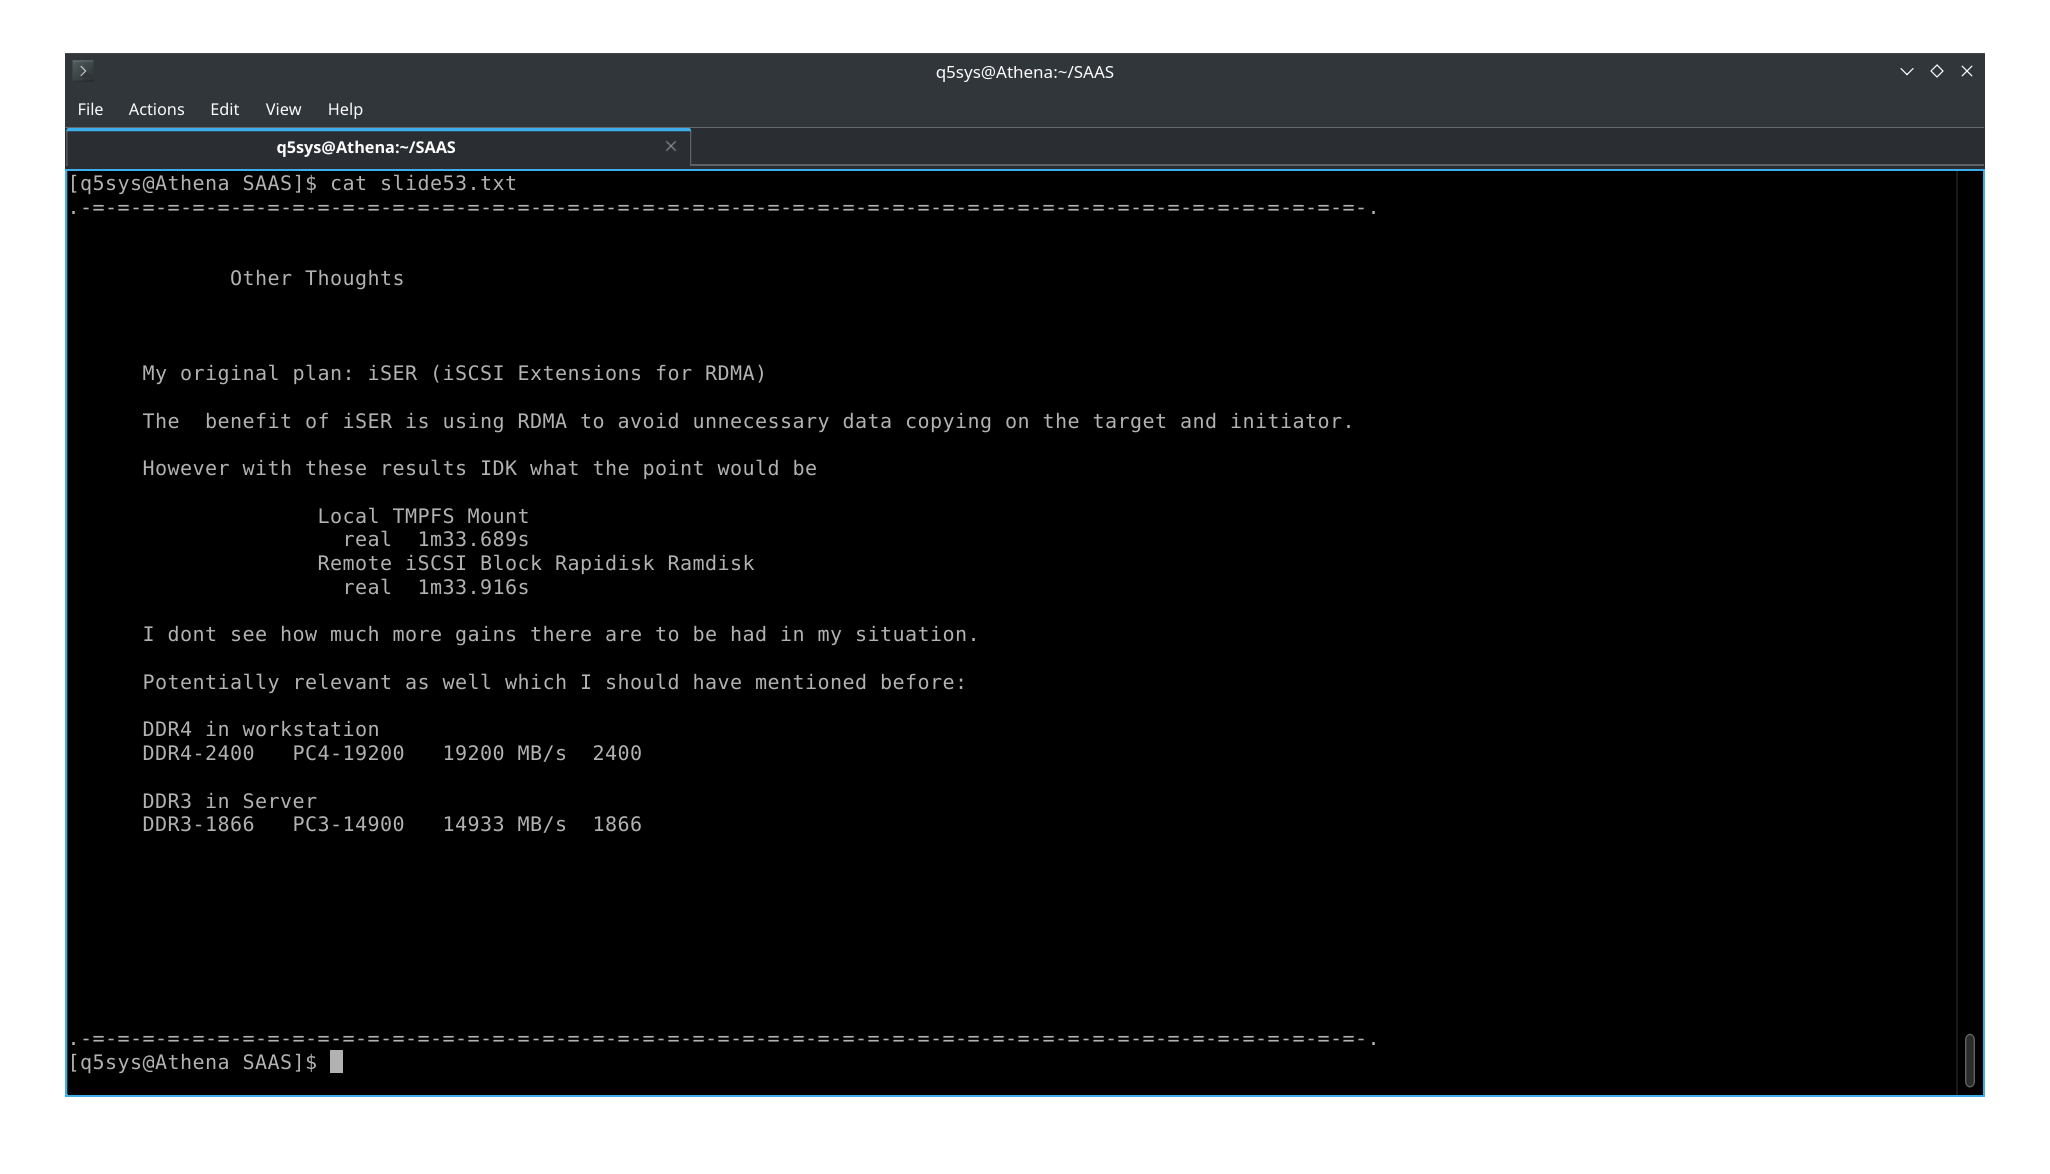 q5sys@Athena:~/SAAS
File Actions Edit View Help
q5sys@Athena:~/SAAS
[q5sys@Athena SAAS]$ cat slide53.txt
.-=-=-=-=-=-=-=-=-=-=-=-=-=-=-=-=-=-=-=-=-=-=-=-=-=-=-=-=-=-=-=-=-=-=-=-=-=-=-=-=-=-=-=-=-=-=-=-=-=-=-=-.
Other Thoughts
My original plan: iSER (iSCSI Extensions for RDMA)
The  benefit of iSER is using RDMA to avoid unnecessary data copying on the target and initiator.
However with these results IDK what the point would be
Local TMPFS Mount
real  1m33.689s
Remote iSCSI Block Rapidisk Ramdisk
real  1m33.916s
I dont see how much more gains there are to be had in my situation.
Potentially relevant as well which I should have mentioned before:
DDR4 in workstation
DDR4-2400   PC4-19200   19200 MB/s  2400
DDR3 in Server
DDR3-1866   PC3-14900   14933 MB/s  1866
.-=-=-=-=-=-=-=-=-=-=-=-=-=-=-=-=-=-=-=-=-=-=-=-=-=-=-=-=-=-=-=-=-=-=-=-=-=-=-=-=-=-=-=-=-=-=-=-=-=-=-=-.
[q5sys@Athena SAAS]$